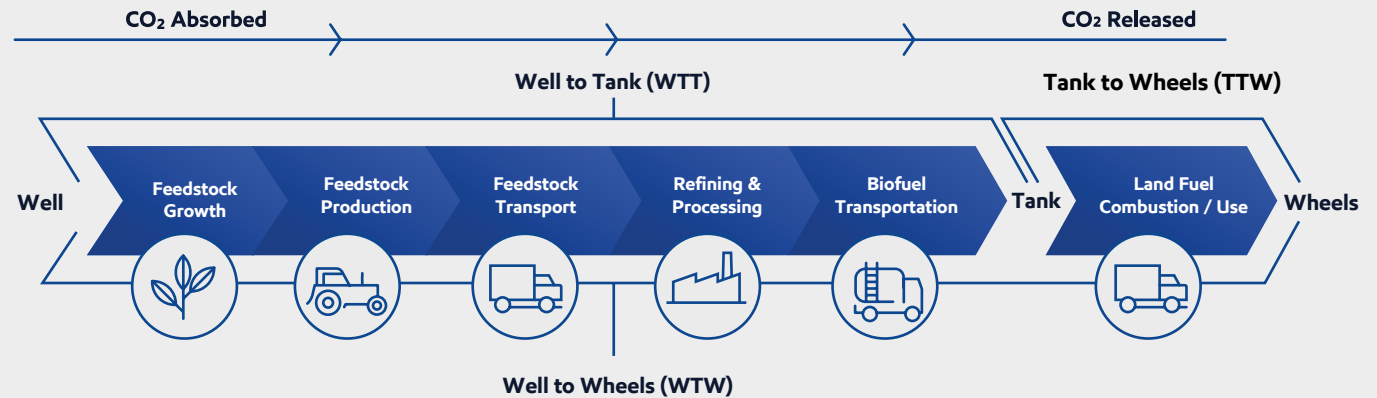 CO₂ Absorbed
CO₂ Released
Well to Tank (WTT)
Tank to Wheels (TTW)
Well
Feedstock
Growth
Feedstock
Production
Feedstock
Transport
Refining &
Processing
Biofuel
Transportation
Tank
Land Fuel
Combustion / Use
Wheels
Well to Wheels (WTW)